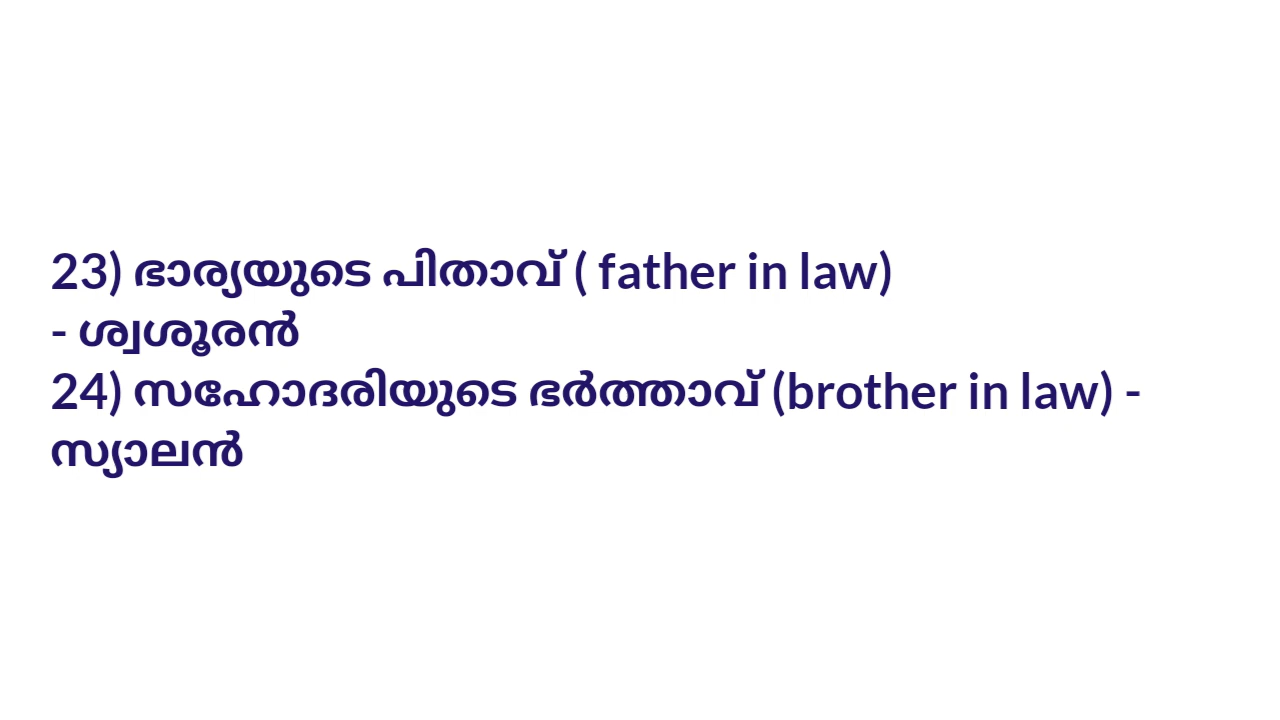 23) ഭാര്യയുടെ പിതാവ് ( father in law)
- ശ്വശൂരൻ
24) സഹോദരിയുടെ ഭർത്താവ് (brother in law) -
സ്യാലൻ